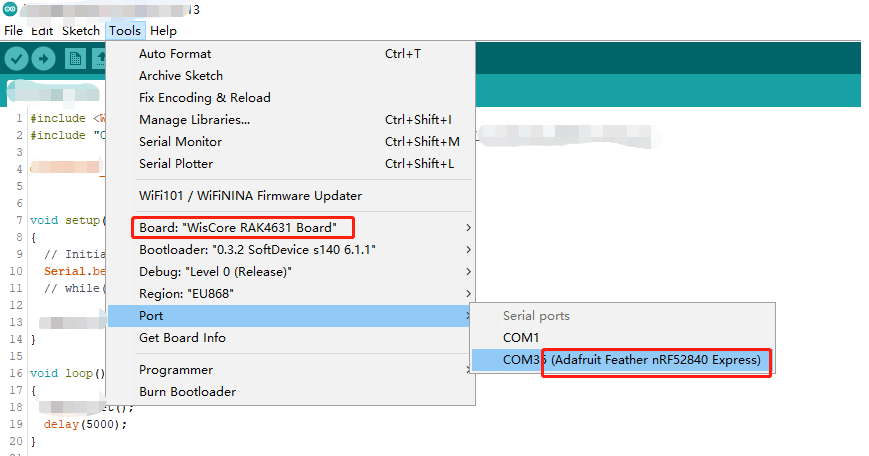 13
File Edit Sketch Tools Help
Auto Format Ctrl+T
Archive Sketch
Fix Encoding & Reload
Manage Libraries... Ctrl+Shift+I
Serial Monitor Ctrl+Shift+M
Serial Plotter Ctrl+Shift+L
WiFi101 / WiFiNINA Firmware Updater
Board: "WisCore RAK4631 Board"
Bootloader: "0.3.2 SoftDevice s140 6.1.1"
Debug: "Level 0 (Release)"
Region: "EU868"
Port
Get Board Info
Programmer
Burn Bootloader
Serial ports
COM1
COM35 (Adafruit Feather nRF52840 Express)
1 #include <W
2 #include "C
3
4
5
6
7 void setup(
8 {
9 // Initia
10 Serial.be
11 // while(
12
13
14 }
15
16 void loop()
17 {
18 et();
19 delay(5000);
20 }
21